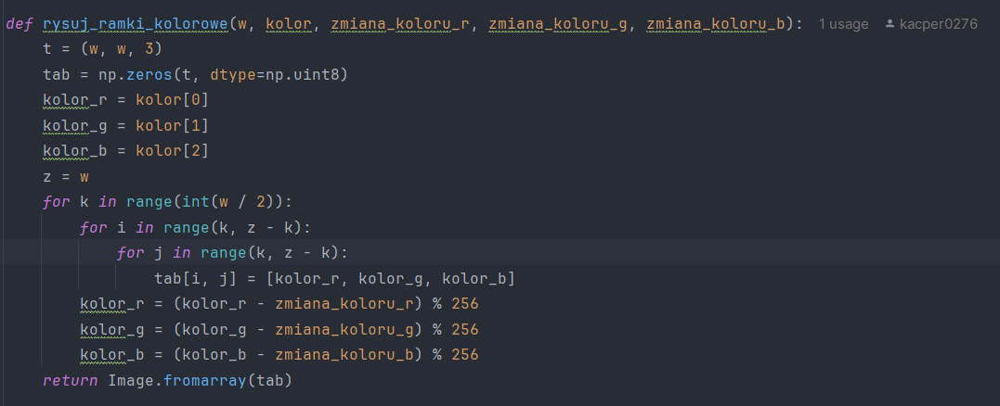 def rysuj_ramki_kolorowe(w, kolor, zmiana_koloru_r, zmiana_koloru_g, zmiana_koloru_b): 1 usage kacper0276
    t = (w, w, 3)
    tab = np.zeros(t, dtype=np.uint8)
    kolor_r = kolor[0]
    kolor_g = kolor[1]
    kolor_b = kolor[2]
    z = w
    for k in range(int(w / 2)):
        for i in range(k, z - k):
            for j in range(k, z - k):
                tab[i, j] = [kolor_r, kolor_g, kolor_b]
        kolor_r = (kolor_r - zmiana_koloru_r) % 256
        kolor_g = (kolor_g - zmiana_koloru_g) % 256
        kolor_b = (kolor_b - zmiana_koloru_b) % 256
    return Image.fromarray(tab)